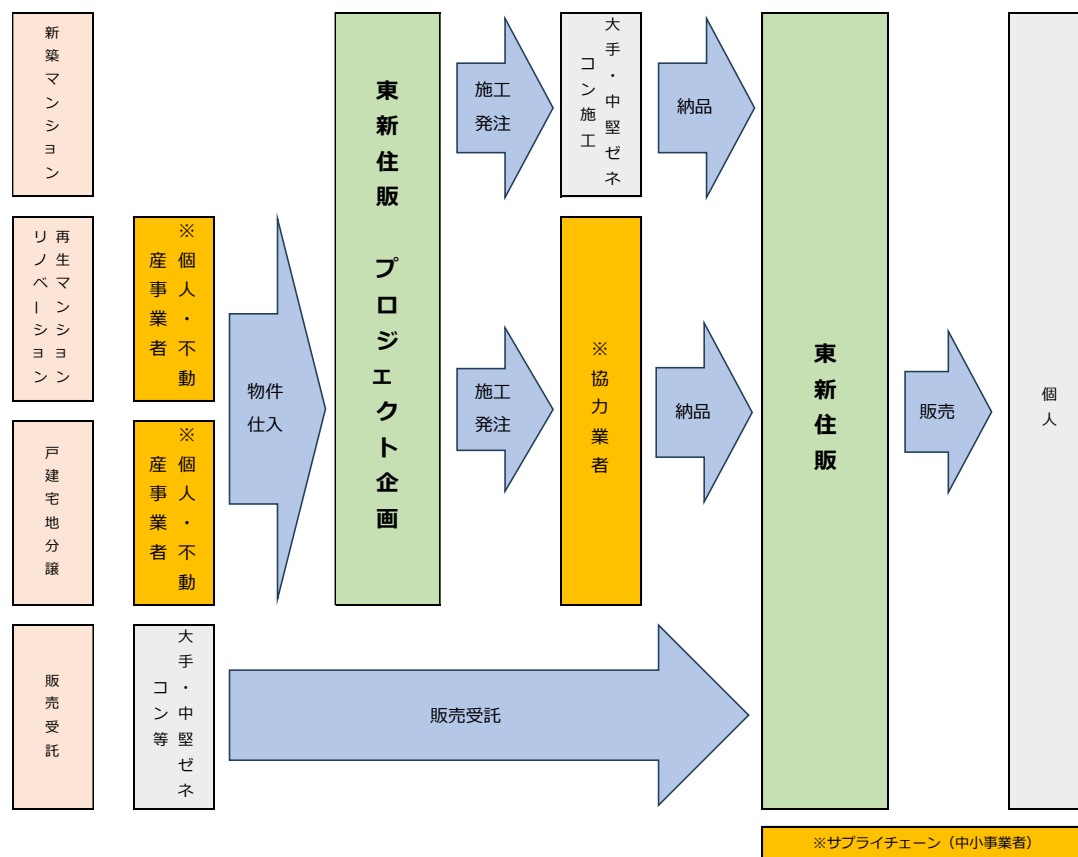 新築マンション
東新住販　プロジェクト企画
施工
発注
大手・中堅ゼネ
コン施工
納品
東新住販
個人
再生マンション
リノベーション
※個人・不動
産事業者
物件
仕入
施工
発注
※協力業者
納品
販売
戸建宅地分譲
※個人・不動
産事業者
販売受託
大手・中堅ゼネ
コン等
販売受託
※サプライチェーン（中小事業者）